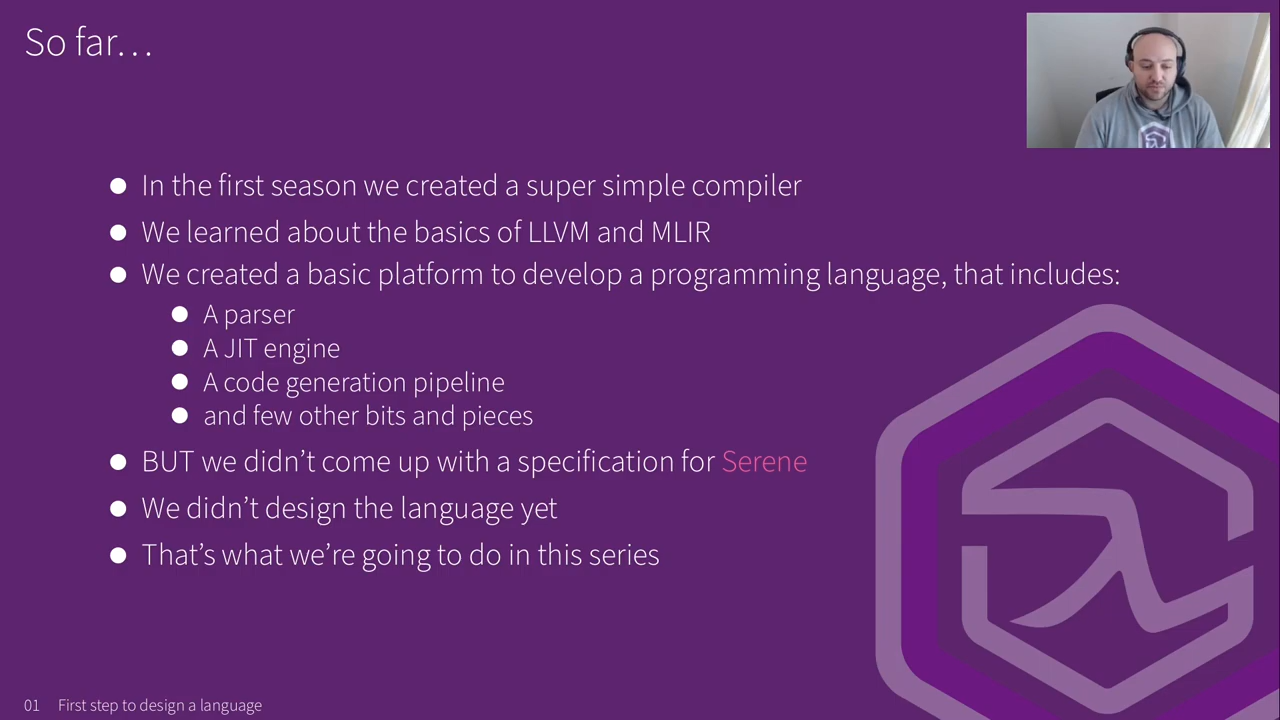 So far…
In the first season we created a super simple compiler
We learned about the basics of LLVM and MLIR
We created a basic platform to develop a programming language, that includes:
A parser
A JIT engine
A code generation pipeline
and few other bits and pieces
BUT we didn’t come up with a specification for Serene
We didn’t design the language yet
That’s what we’re going to do in this series
01 First step to design a language